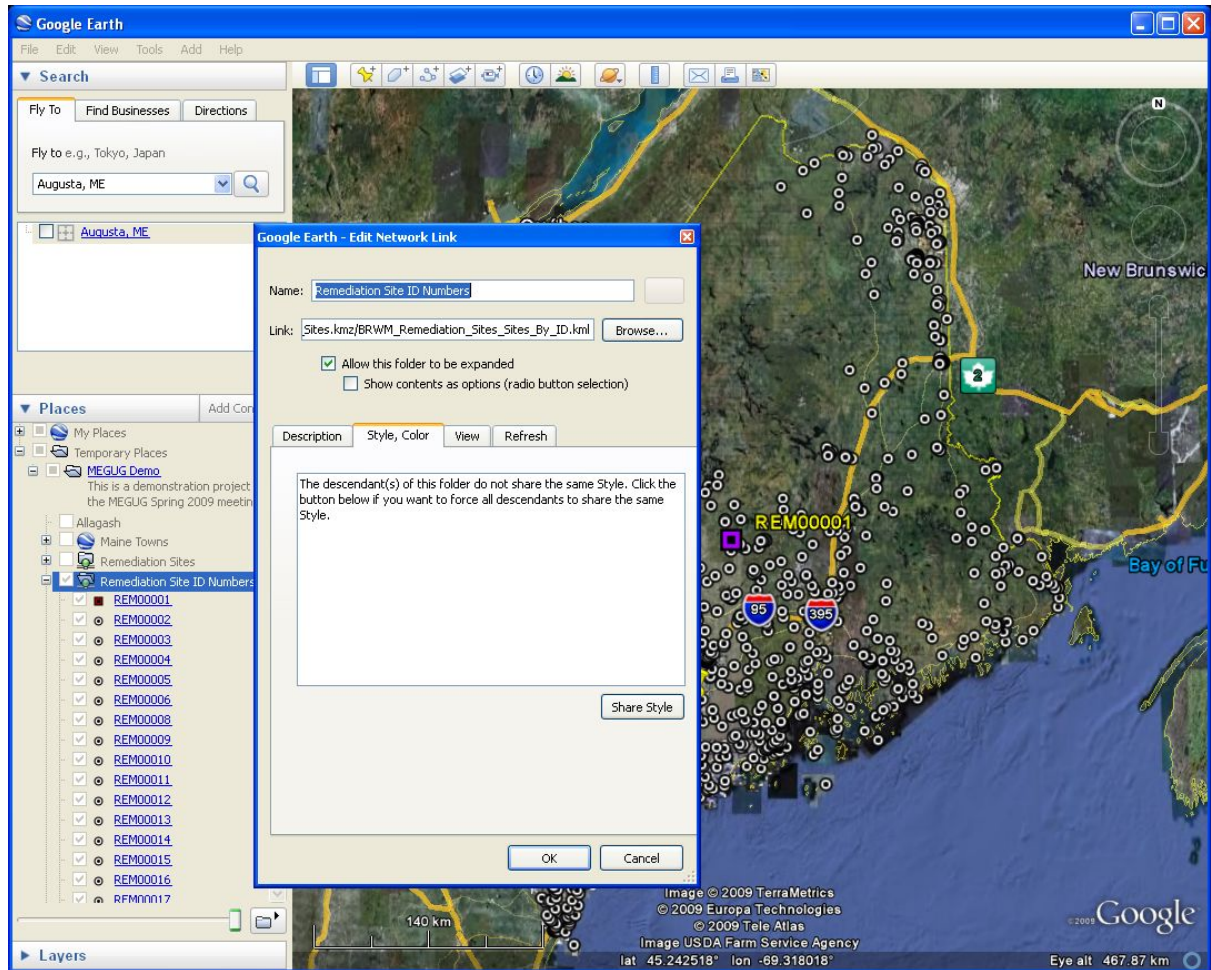 Google Earth
File Edit View Tools Add Help
Search
Fly To Find Businesses Directions
Fly to e.g., Tokyo, Japan
Augusta, ME
Augusta, ME
Places Add Con
My Places
Temporary Places
MEGUG Demo
This is a demonstration project
the MEGUG Spring 2009 meetin
Allagash
Maine Towns
Remediation Sites
Remediation Site ID Numbers
REM00001
REM00002
REM00003
REM00004
REM00005
REM00006
REM00008
REM00009
REM00010
REM00011
REM00012
REM00013
REM00014
REM00015
REM00016
REM00017
Layers
Google Earth - Edit Network Link
Name: Remediation Site ID Numbers
Link: Sites.kmz/BRWM_Remediation_Sites_Sites_By_ID.kml Browse...
Allow this folder to be expanded
Show contents as options (radio button selection)
Description Style, Color View Refresh
The descendant(s) of this folder do not share the same Style. Click the
button below if you want to force all descendants to share the same
Style.
Share Style
OK Cancel
N
New Brunswic
2
REM00001
Bay of Fu
95
395
140 km
Image © 2009 TerraMetrics
© 2009 Europa Technologies
© 2009 Tele Atlas
Image USDA Farm Service Agency
©2009 Google
lat 45.242518° lon -69.318018°
Eye alt 467.87 km